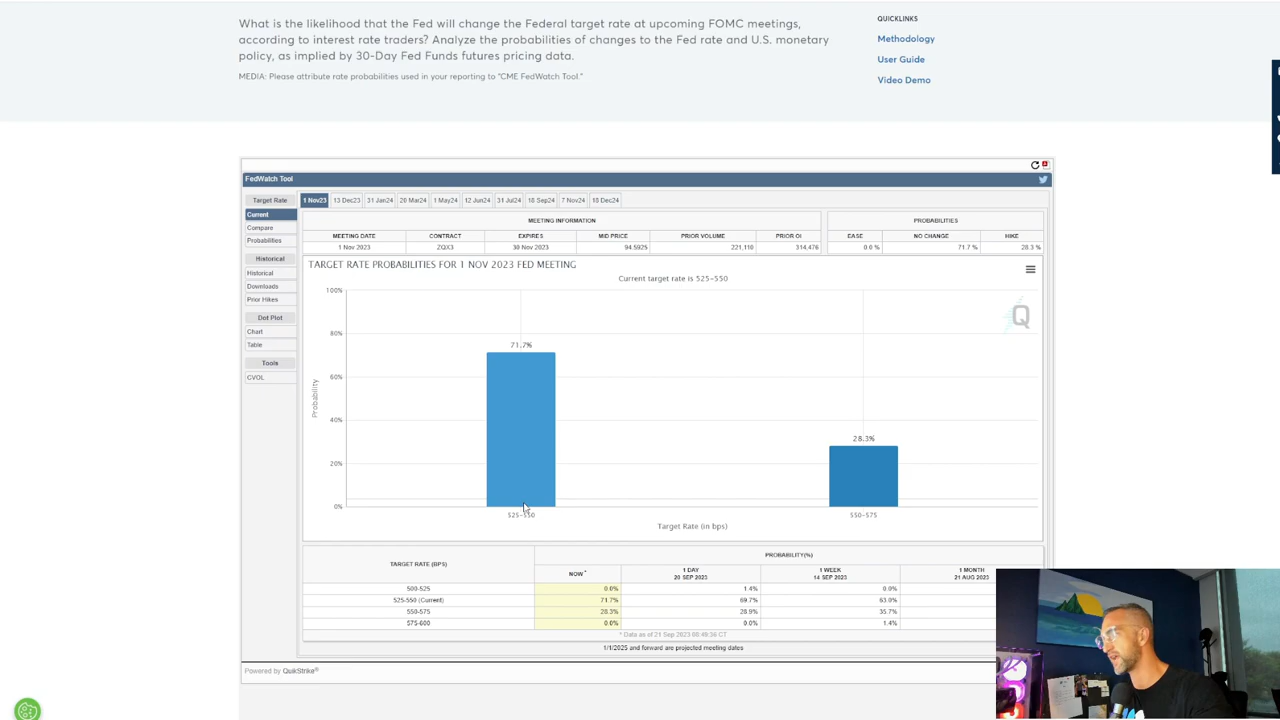 What is the likelihood that the Fed will change the Federal target rate at upcoming FOMC meetings,
according to interest rate traders? Analyze the probabilities of changes to the Fed rate and U.S. monetary
policy, as implied by 30-Day Fed Funds futures pricing data.
MEDIA: Please attribute rate probabilities used in your reporting to "CME FedWatch Tool."
QUICKLINKS
Methodology
User Guide
Video Demo
FedWatch Tool
Target Rate
Current
Compare
Probabilities
Historical
Historical
Downloads
Prior Hikes
Dot Plot
Chart
Table
Tools
CVOL
1 Nov23 13 Dec23 31 Jan24 20 Mar24 1 May24 12 Jun24 31 Jul24 18 Sep24 7 Nov24 18 Dec24
MEETING INFORMATION
MEETING DATE CONTRACT EXPIRES MID PRICE PRIOR VOLUME PRIOR OI
1 Nov 2023 ZQX3 30 Nov 2023 94.5925 221,110 314,476
PROBABILITIES
EASE NO CHANGE HIKE
0.0 % 71.7 % 28.3 %
TARGET RATE PROBABILITIES FOR 1 NOV 2023 FED MEETING
Current target rate is 525-550
Q
100%
80%
60%
40%
20%
0%
Probability
71.7%
28.3%
525-550 550-575
Target Rate (in bps)
TARGET RATE (BPS) PROBABILITY(%)
NOW * 1 DAY 20 SEP 2023 1 WEEK 14 SEP 2023 1 MONTH 21 AUG 2023
500-525 0.0% 1.4% 0.0%
525-550 (Current) 71.7% 69.7% 63.0%
550-575 28.3% 28.9% 35.7%
575-600 0.0% 0.0% 1.4%
* Data as of 21 Sep 2023 08:49:36 CT
1/1/2025 and forward are projected meeting dates
Powered by QuikStrike®